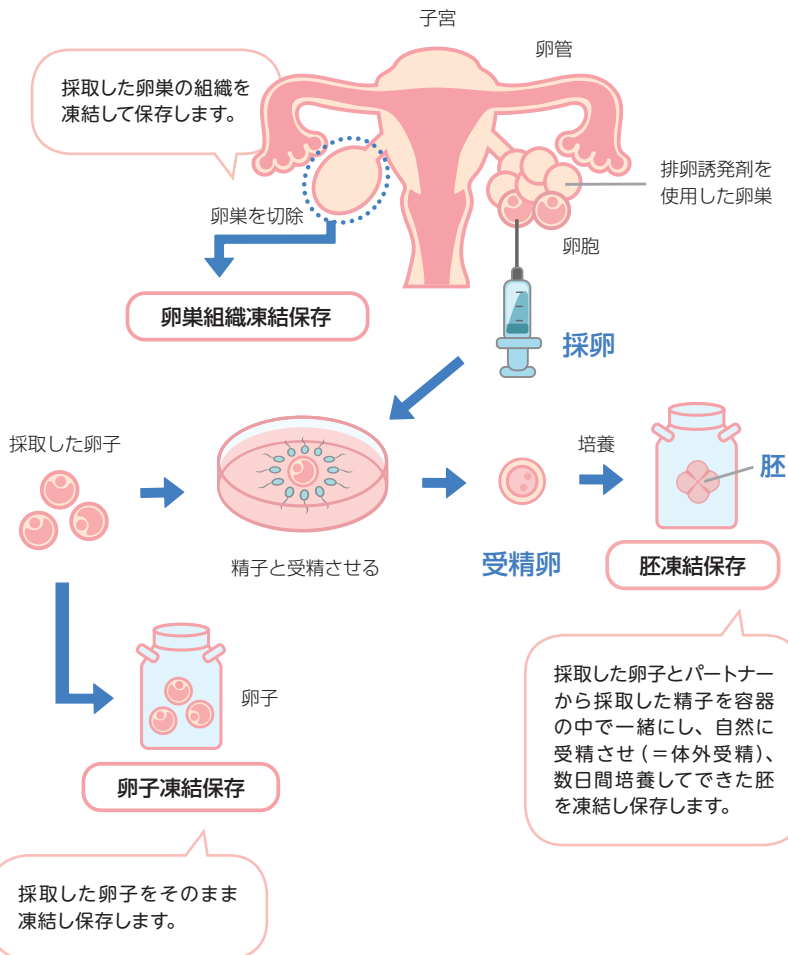 子宮
卵管
採取した卵巣の組織を
凍結して保存します。
排卵誘発剤を
使用した卵巣
卵巣を切除
卵胞
卵巣組織凍結保存
採卵
採取した卵子
培養
胚
精子と受精させる
受精卵
胚凍結保存
卵子
卵子凍結保存
採取した卵子とパートナー
から採取した精子を容器
の中で一緒にし、自然に
受精させ(=体外受精)、
数日間培養してできた胚
を凍結し保存します。
採取した卵子をそのまま
凍結し保存します。